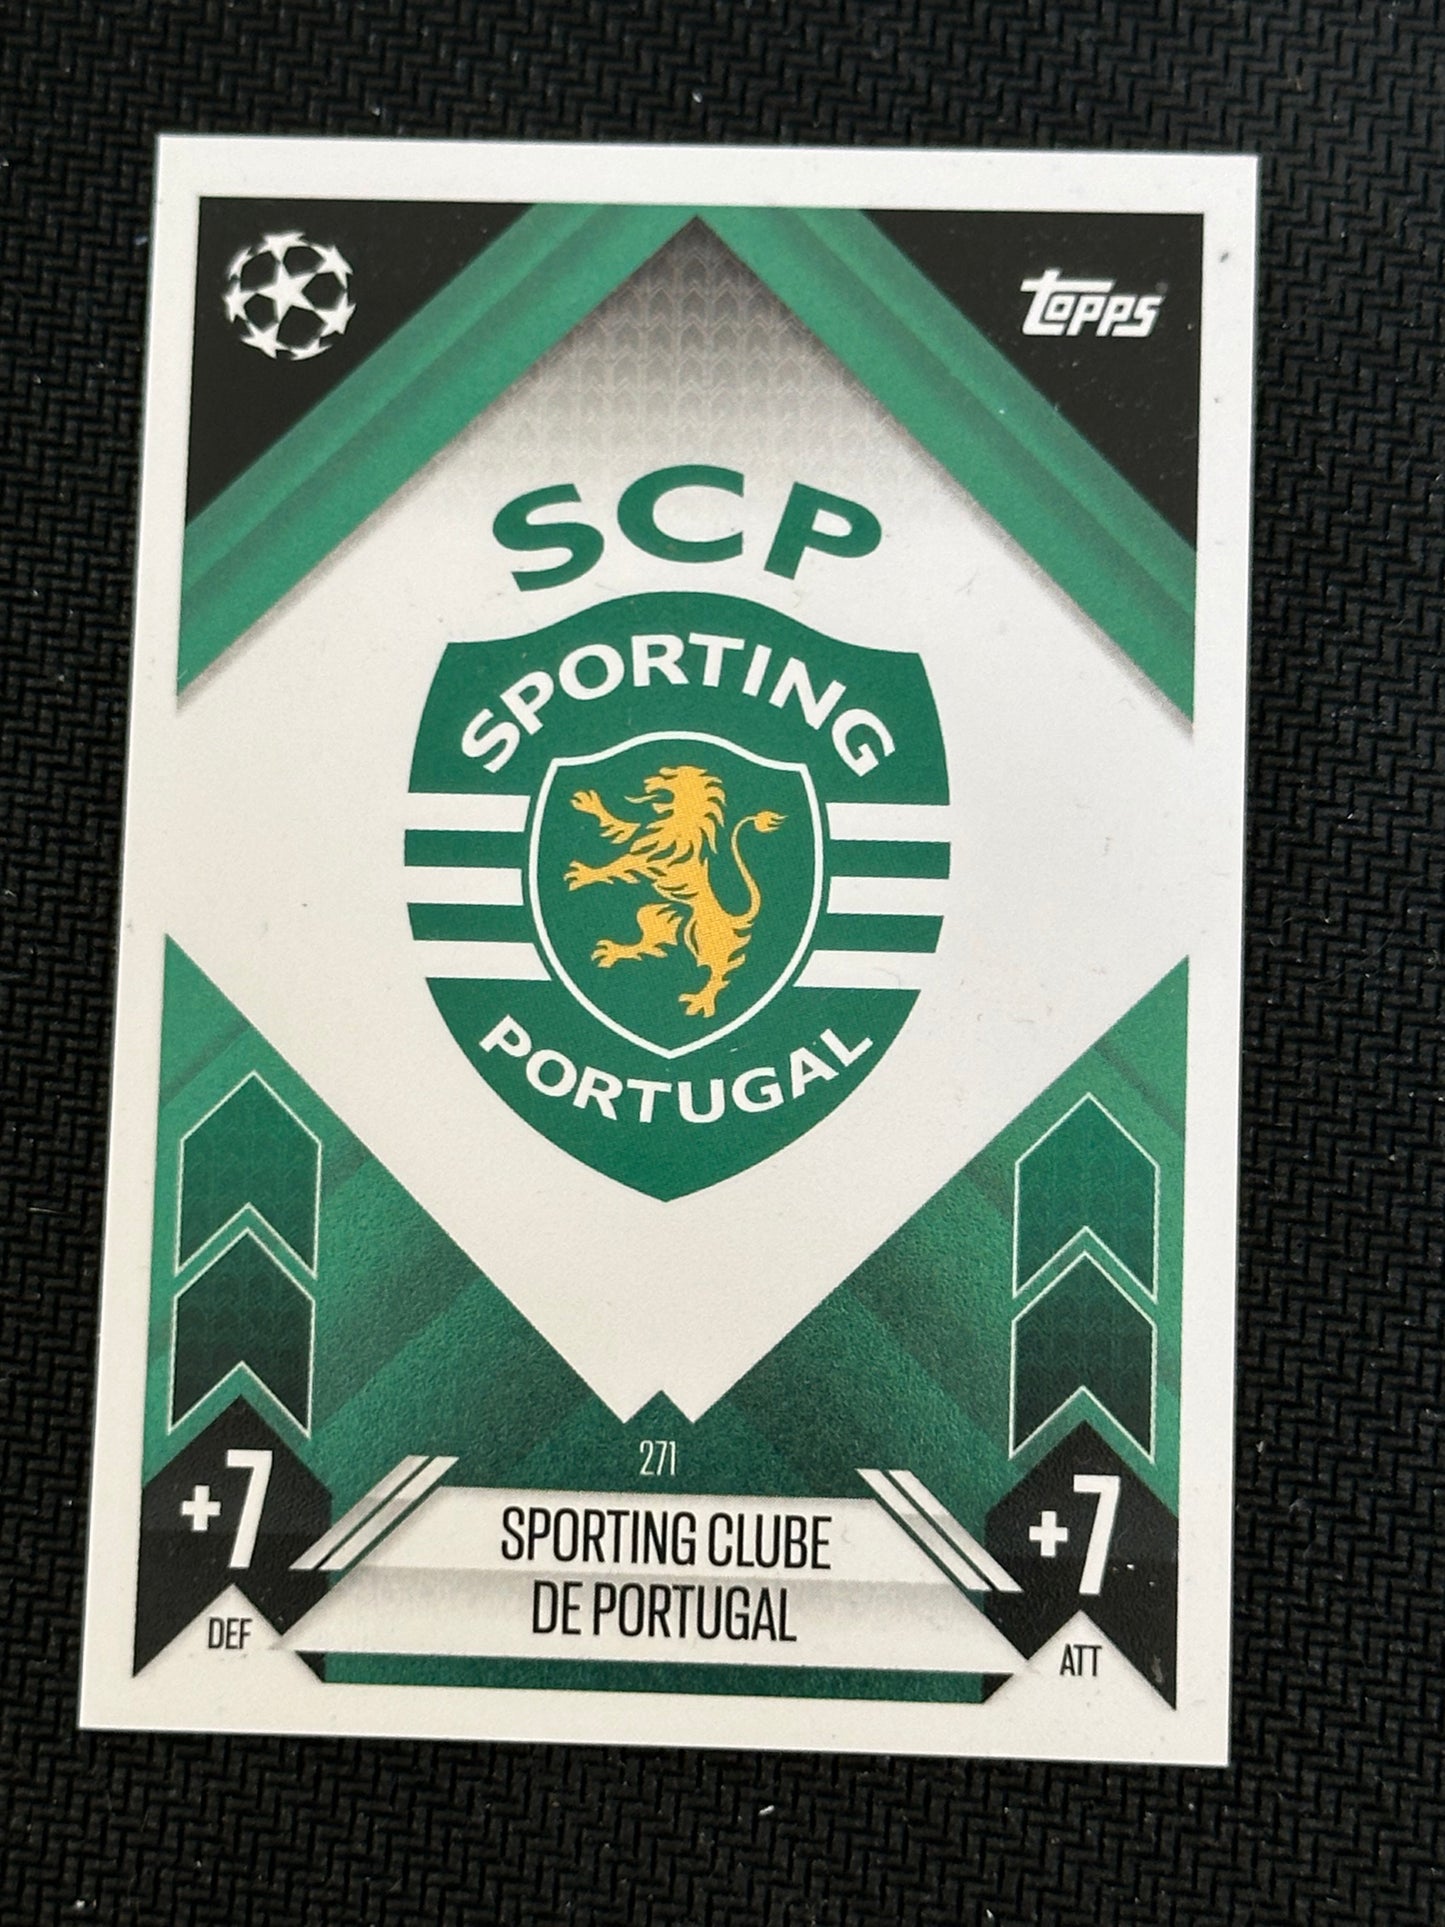 topps
SCP
SPORTING
PORTUGAL
271
+7
+7
SPORTING CLUBE
DE PORTUGAL
DEF
ATT